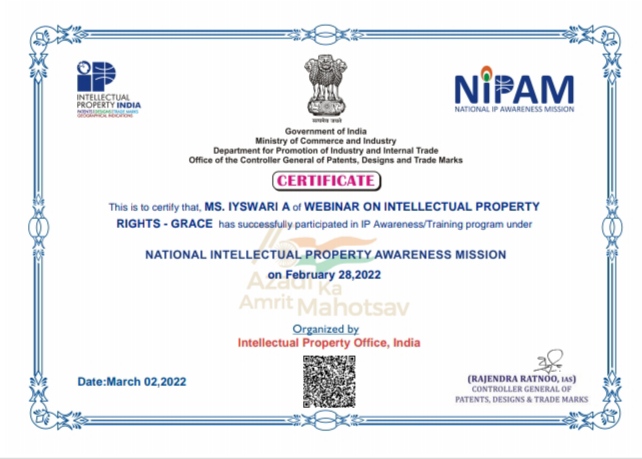 INTELLECTUAL
PROPERTY INDIA
PATENTS|DESIGNS|TRADE MARKS
GEOGRAPHICAL INDICATIONS
सत्यमेव जयते
NIPAM
NATIONAL IP AWARENESS MISSION
Government of India
Ministry of Commerce and Industry
Department for Promotion of Industry and Internal Trade
Office of the Controller General of Patents, Designs and Trade Marks
CERTIFICATE
This is to certify that, MS. IYSWARI A of WEBINAR ON INTELLECTUAL PROPERTY
RIGHTS - GRACE has successfully participated in IP Awareness/Training program under
NATIONAL INTELLECTUAL PROPERTY AWARENESS MISSION
on February 28,2022
Azadi Ka
Amrit Mahotsav
Organized by
Intellectual Property Office, India
Date:March 02,2022
(RAJENDRA RATNOO, IAS)
CONTROLLER GENERAL OF
PATENTS, DESIGNS & TRADE MARKS